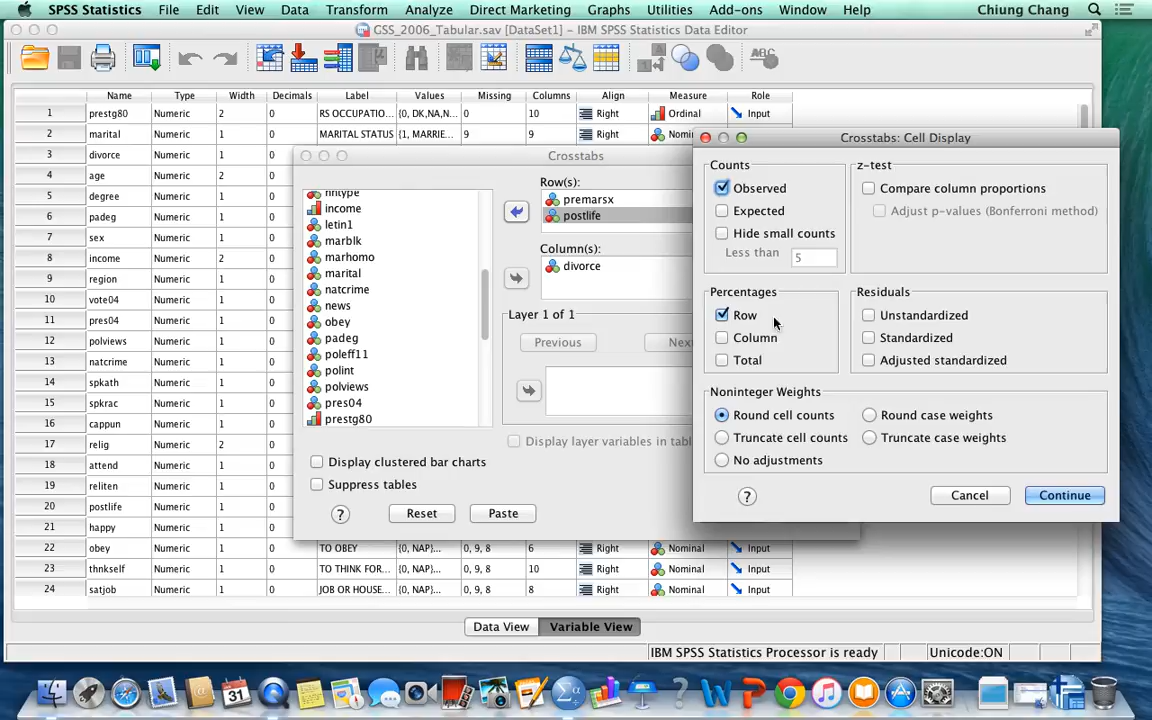 SPSS Statistics File Edit View Data Transform Analyze Direct Marketing Graphs Utilities Add-ons Window Help Chiung Chang
GSS_2006_Tabular.sav [DataSet1] – IBM SPSS Statistics Data Editor
Name Type Width Decimals Label Values Missing Columns Align Measure Role
1 prestg80 Numeric 2 0 RS OCCUPATIO... {0, DK,NA,N... 0 10 Right Ordinal Input
2 marital Numeric 1 0 MARITAL STATUS {1, MARRIE... 9 9 Right Nomi
3 divorce Numeric 1 0
4 age Numeric 2 0
5 degree Numeric 1 0
6 padeg Numeric 1 0
7 sex Numeric 1 0
8 income Numeric 2 0
9 region Numeric 1 0
10 vote04 Numeric 1 0
11 pres04 Numeric 1 0
12 polviews Numeric 1 0
13 natcrime Numeric 1 0
14 spkath Numeric 1 0
15 spkrac Numeric 1 0
16 cappun Numeric 1 0
17 relig Numeric 2 0
18 attend Numeric 1 0
19 reliten Numeric 1 0
20 postlife Numeric 1 0
21 happy Numeric 1 0
22 obey Numeric 1 0 TO OBEY {0, NAP}... 0, 9, 8 6 Right Nominal Input
23 thnkself Numeric 1 0 TO THINK FOR... {0, NAP}... 0, 9, 8 10 Right Nominal Input
24 satjob Numeric 1 0 JOB OR HOUSE... {0, NAP}... 0, 9, 8 8 Right Nominal Input
Crosstabs
income
letin1
marblk
marhomo
marital
natcrime
news
obey
padeg
poleff11
polint
polviews
pres04
prestg80
Row(s):
premarsx
postlife
Column(s):
divorce
Layer 1 of 1
Previous Nex
Display layer variables in tabl
Display clustered bar charts
Suppress tables
? Reset Paste
Crosstabs: Cell Display
Counts
Observed
Expected
Hide small counts
Less than 5
z-test
Compare column proportions
Adjust p-values (Bonferroni method)
Percentages
Row
Column
Total
Residuals
Unstandardized
Standardized
Adjusted standardized
Noninteger Weights
Round cell counts Round case weights
Truncate cell counts Truncate case weights
No adjustments
? Cancel Continue
Data View Variable View
IBM SPSS Statistics Processor is ready Unicode:ON